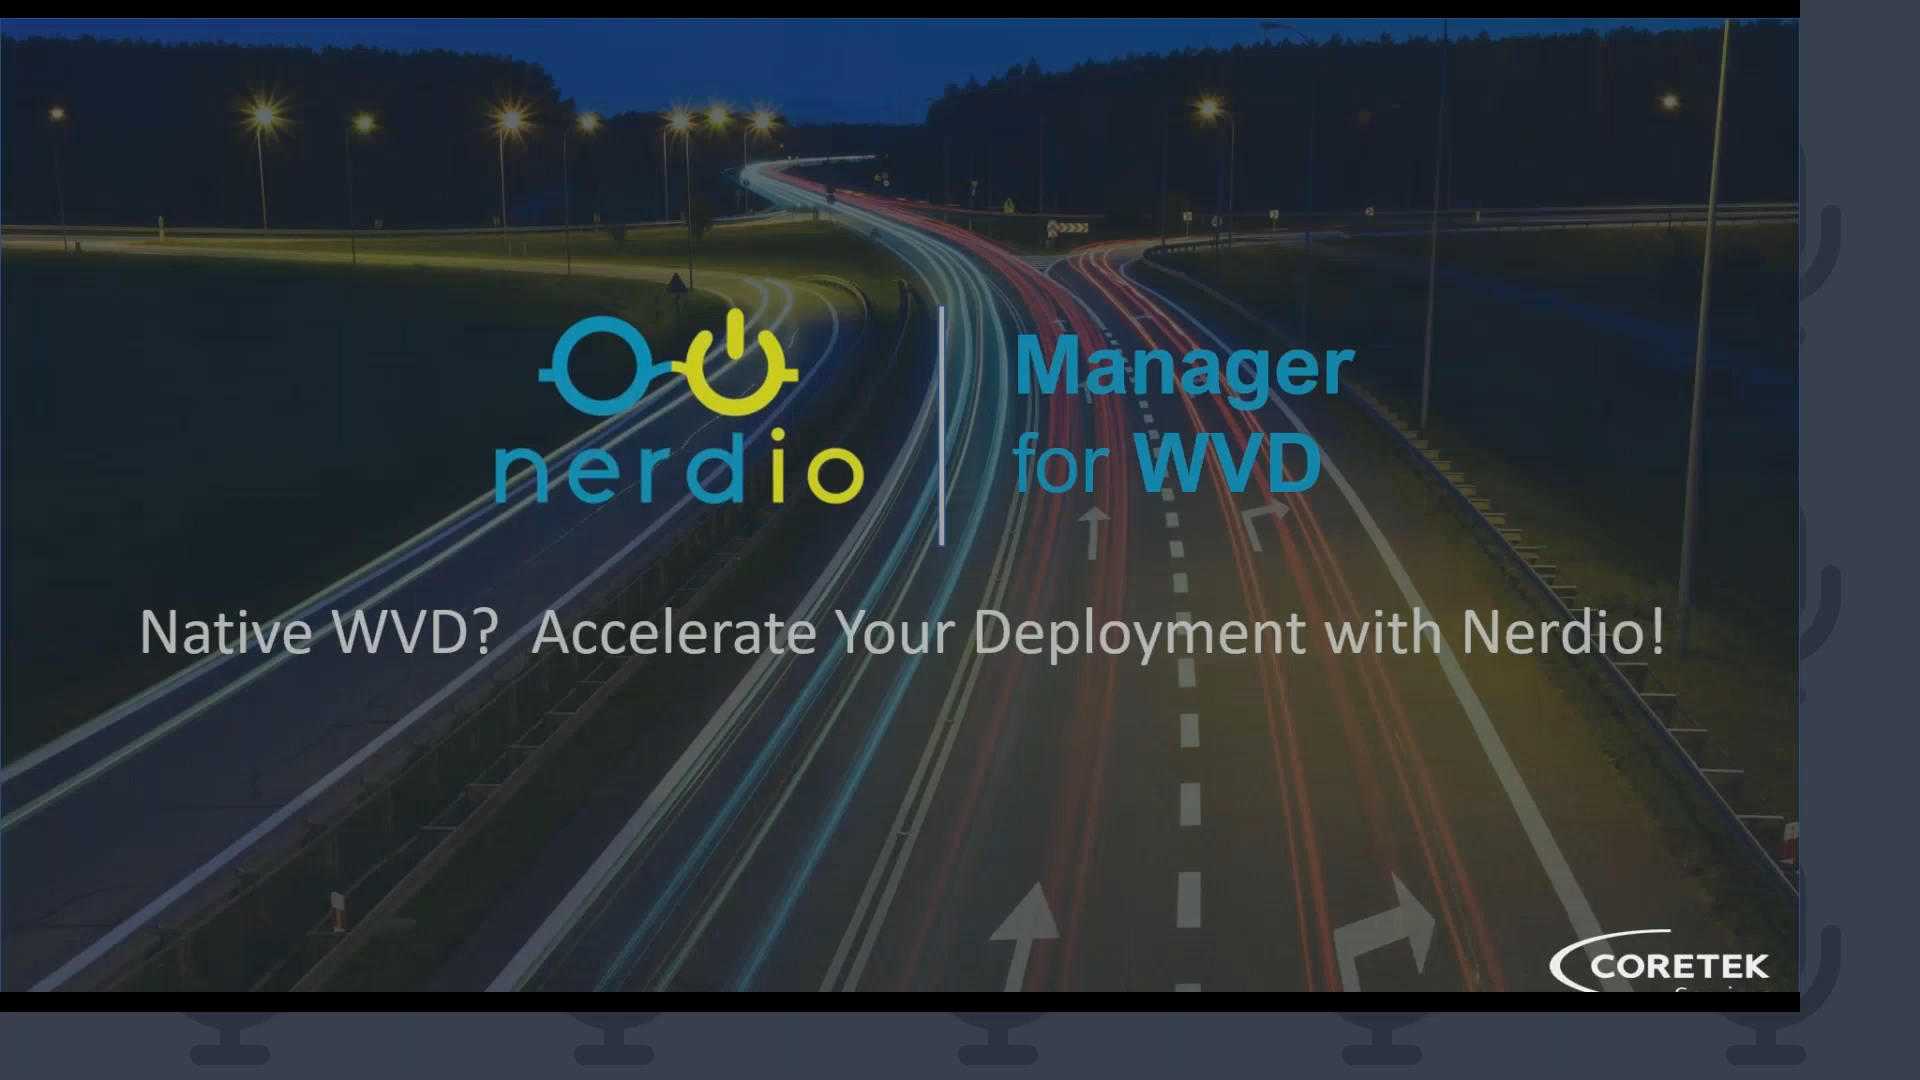 nerdio
Manager
for WVD
Native WVD? Accelerate Your Deployment with Nerdio!
CORETEK